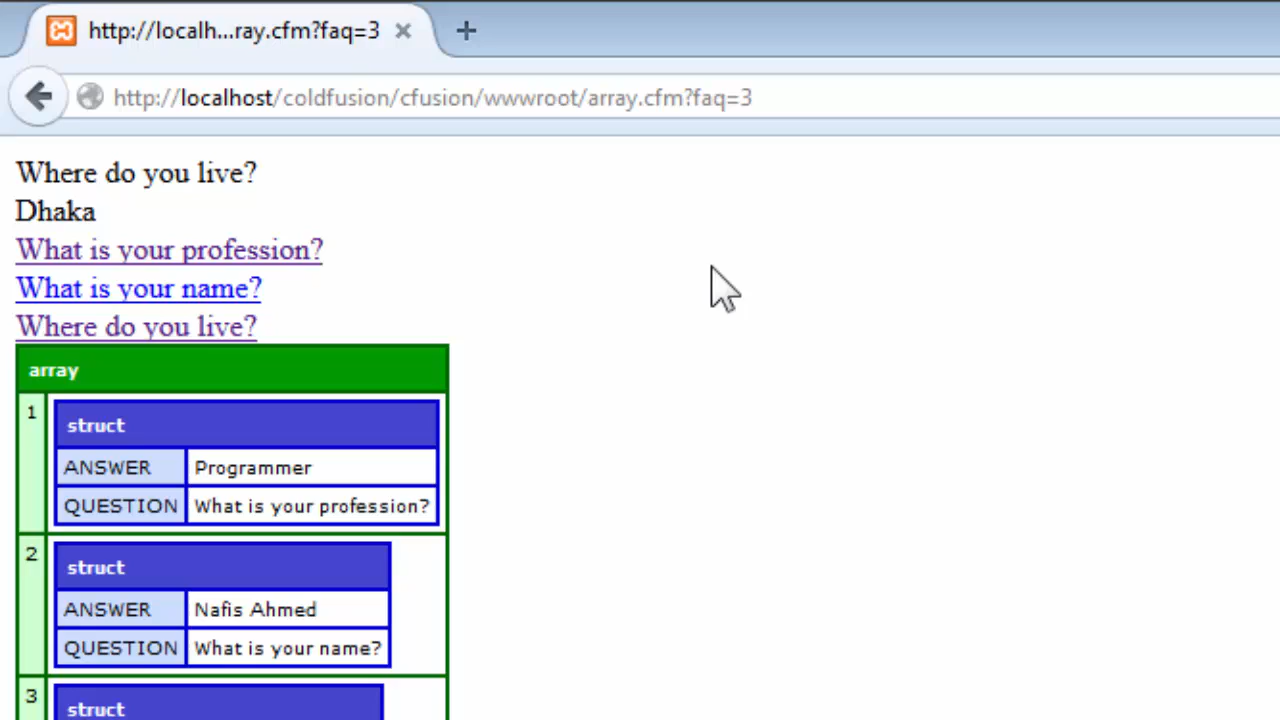 http://localh...ray.cfm?faq=3
http://localhost/coldfusion/cfusion/wwwroot/array.cfm?faq=3
Where do you live?
Dhaka
What is your profession?
What is your name?
Where do you live?
array
1
struct
ANSWER Programmer
QUESTION What is your profession?
2
struct
ANSWER Nafis Ahmed
QUESTION What is your name?
3
struct